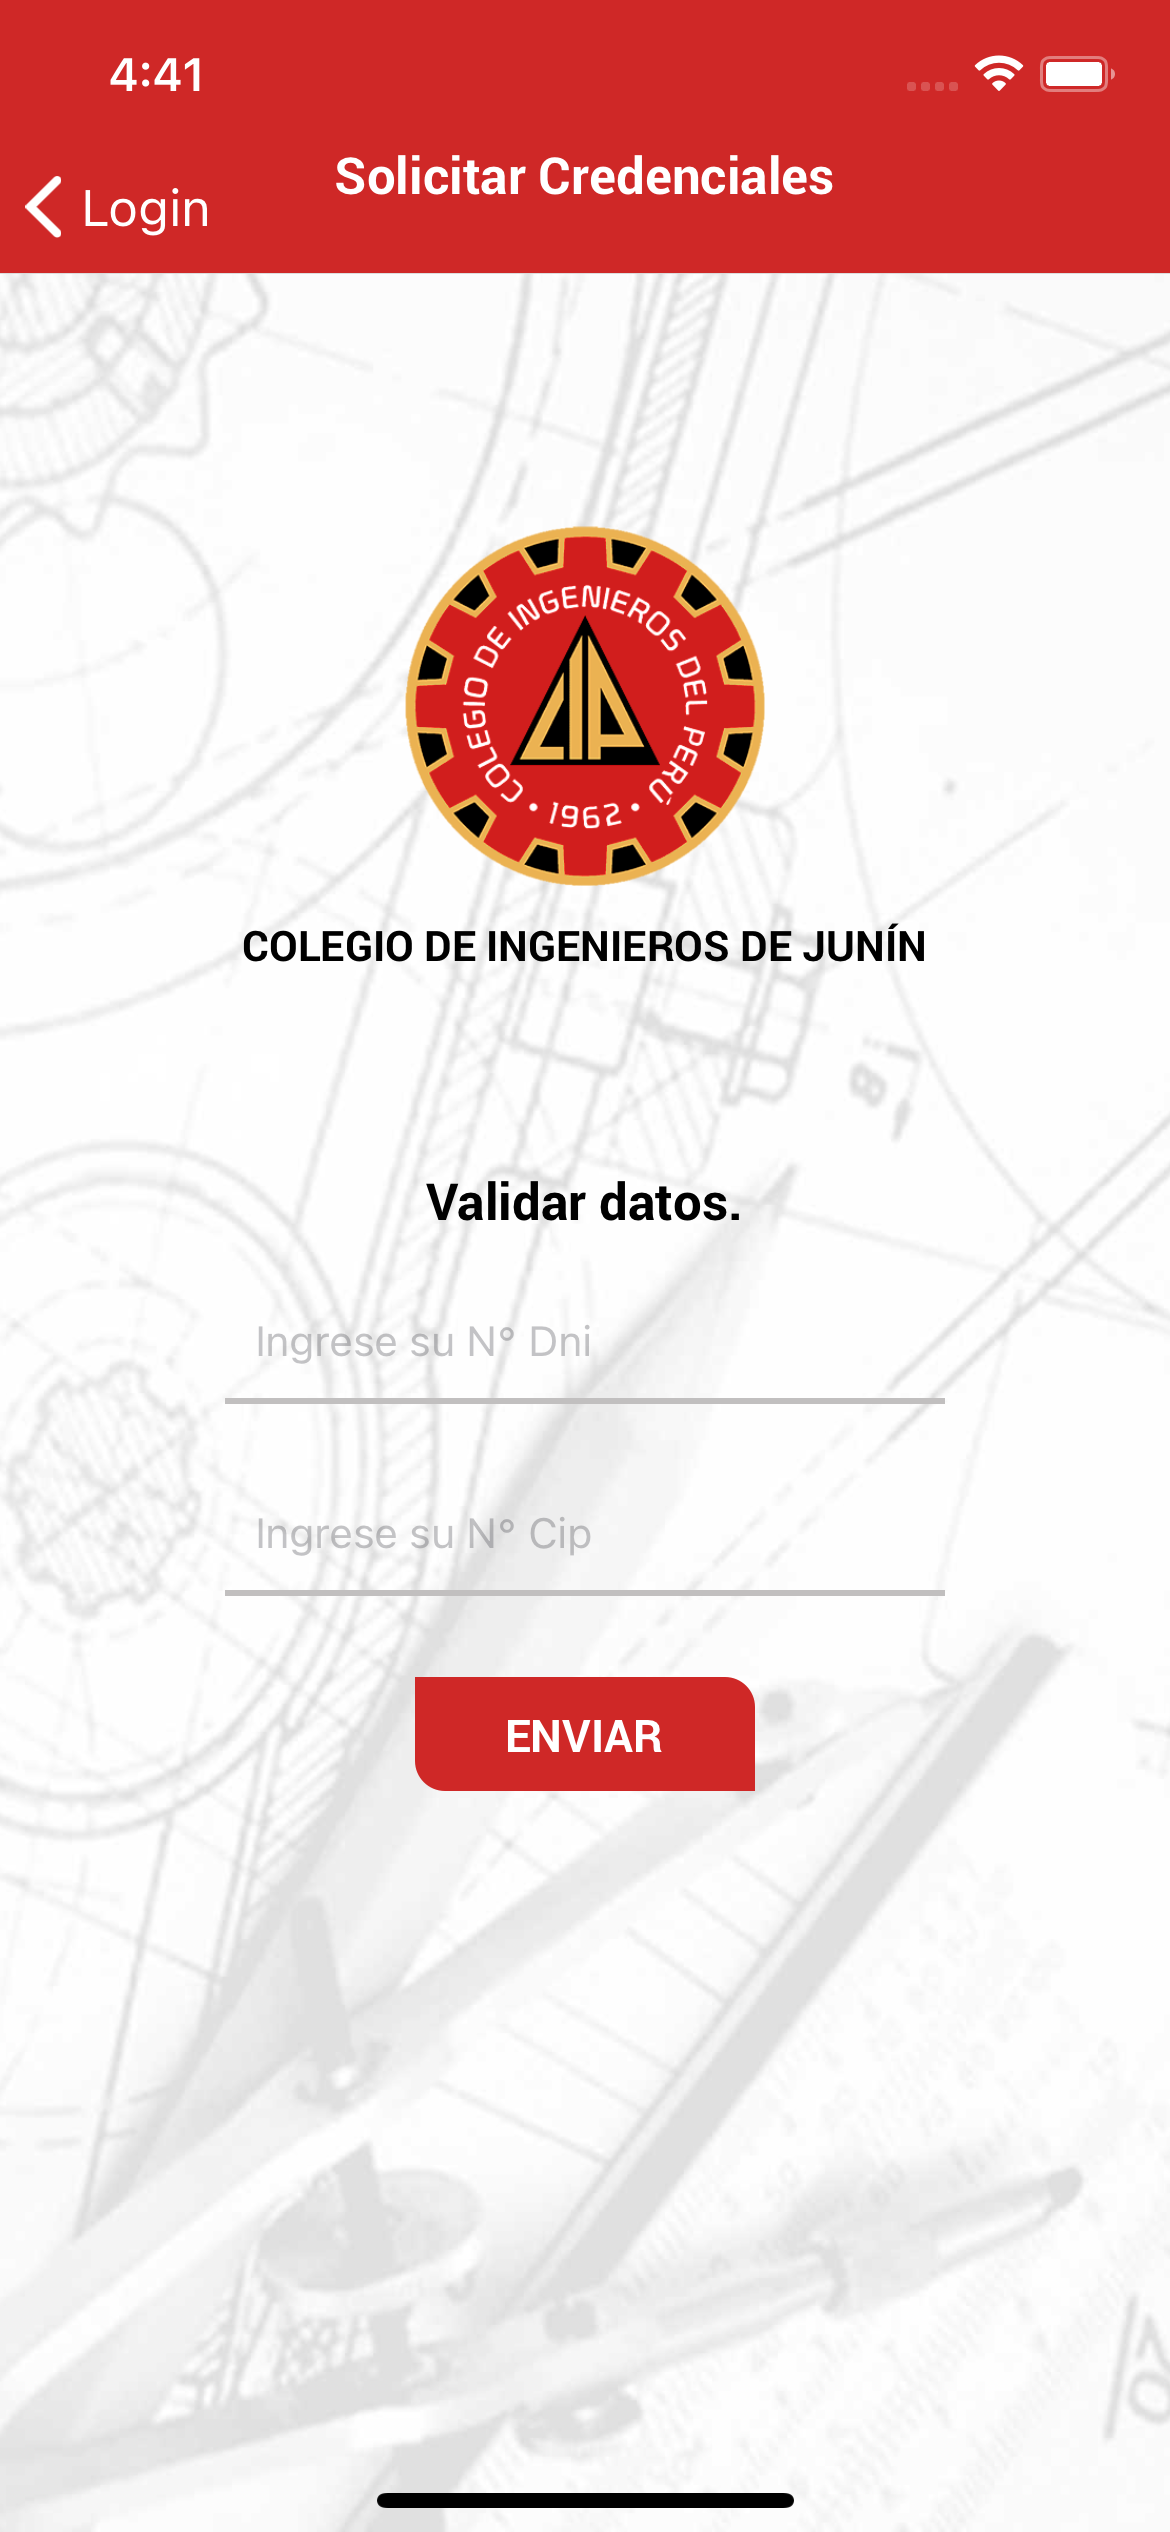 4:41
Solicitar Credenciales
Login
COLEGIO DE INGENIEROS DEL PERÚ
• 1962 •
CIP
COLEGIO DE INGENIEROS DE JUNÍN
8
Validar datos.
Ingrese su N° Dni
Ingrese su N° Cip
ENVIAR